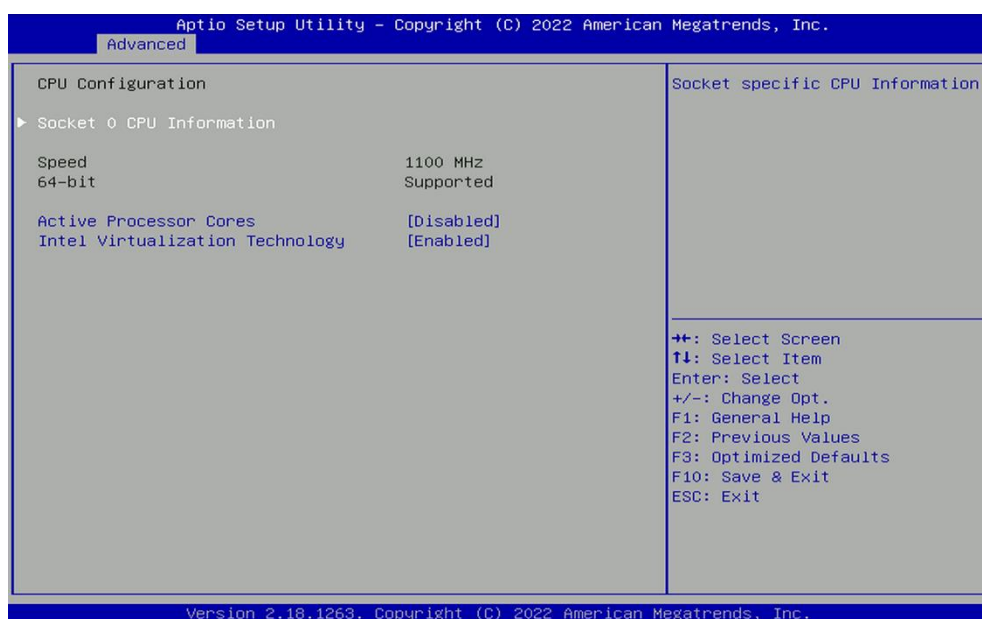 Aptio Setup Utility – Copyright (C) 2022 American Megatrends, Inc.
Advanced
CPU Configuration
Socket 0 CPU Information
Speed 1100 MHz
64-bit Supported
Active Processor Cores [Disabled]
Intel Virtualization Technology [Enabled]
Socket specific CPU Information
→←: Select Screen
↑↓: Select Item
Enter: Select
+/-: Change Opt.
F1: General Help
F2: Previous Values
F3: Optimized Defaults
F10: Save & Exit
ESC: Exit
Version 2.18.1263. Copyright (C) 2022 American Megatrends, Inc.